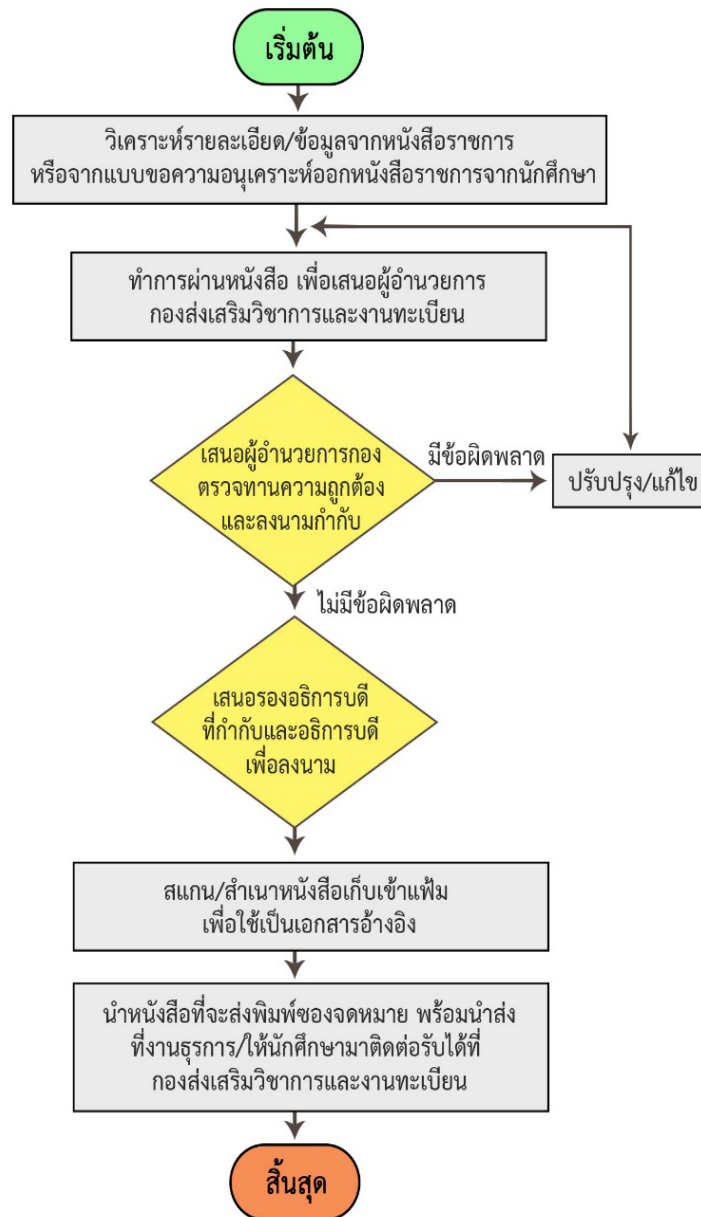 เริ่มต้น
วิเคราะห์รายละเอียด/ข้อมูลจากหนังสือราชการ
หรือจากแบบขอความอนุเคราะห์ออกหนังสือราชการจากนักศึกษา
ทำการผ่านหนังสือ เพื่อเสนอผู้อำนวยการ
กองส่งเสริมวิชาการและงานทะเบียน
เสนอผู้อำนวยการกอง
ตรวจทานความถูกต้อง
และลงนามกำกับ
มีข้อผิดพลาด
ปรับปรุง/แก้ไข
ไม่มีข้อผิดพลาด
เสนอรองอธิการบดี
ที่กำกับและอธิการบดี
เพื่อลงนาม
สแกน/สำเนาหนังสือเก็บเข้าแฟ้ม
เพื่อใช้เป็นเอกสารอ้างอิง
นำหนังสือที่จะส่งพิมพ์ซองจดหมาย พร้อมนำส่ง
ที่งานธุรการ/ให้นักศึกษามาติดต่อรับได้ที่
กองส่งเสริมวิชาการและงานทะเบียน
สิ้นสุด